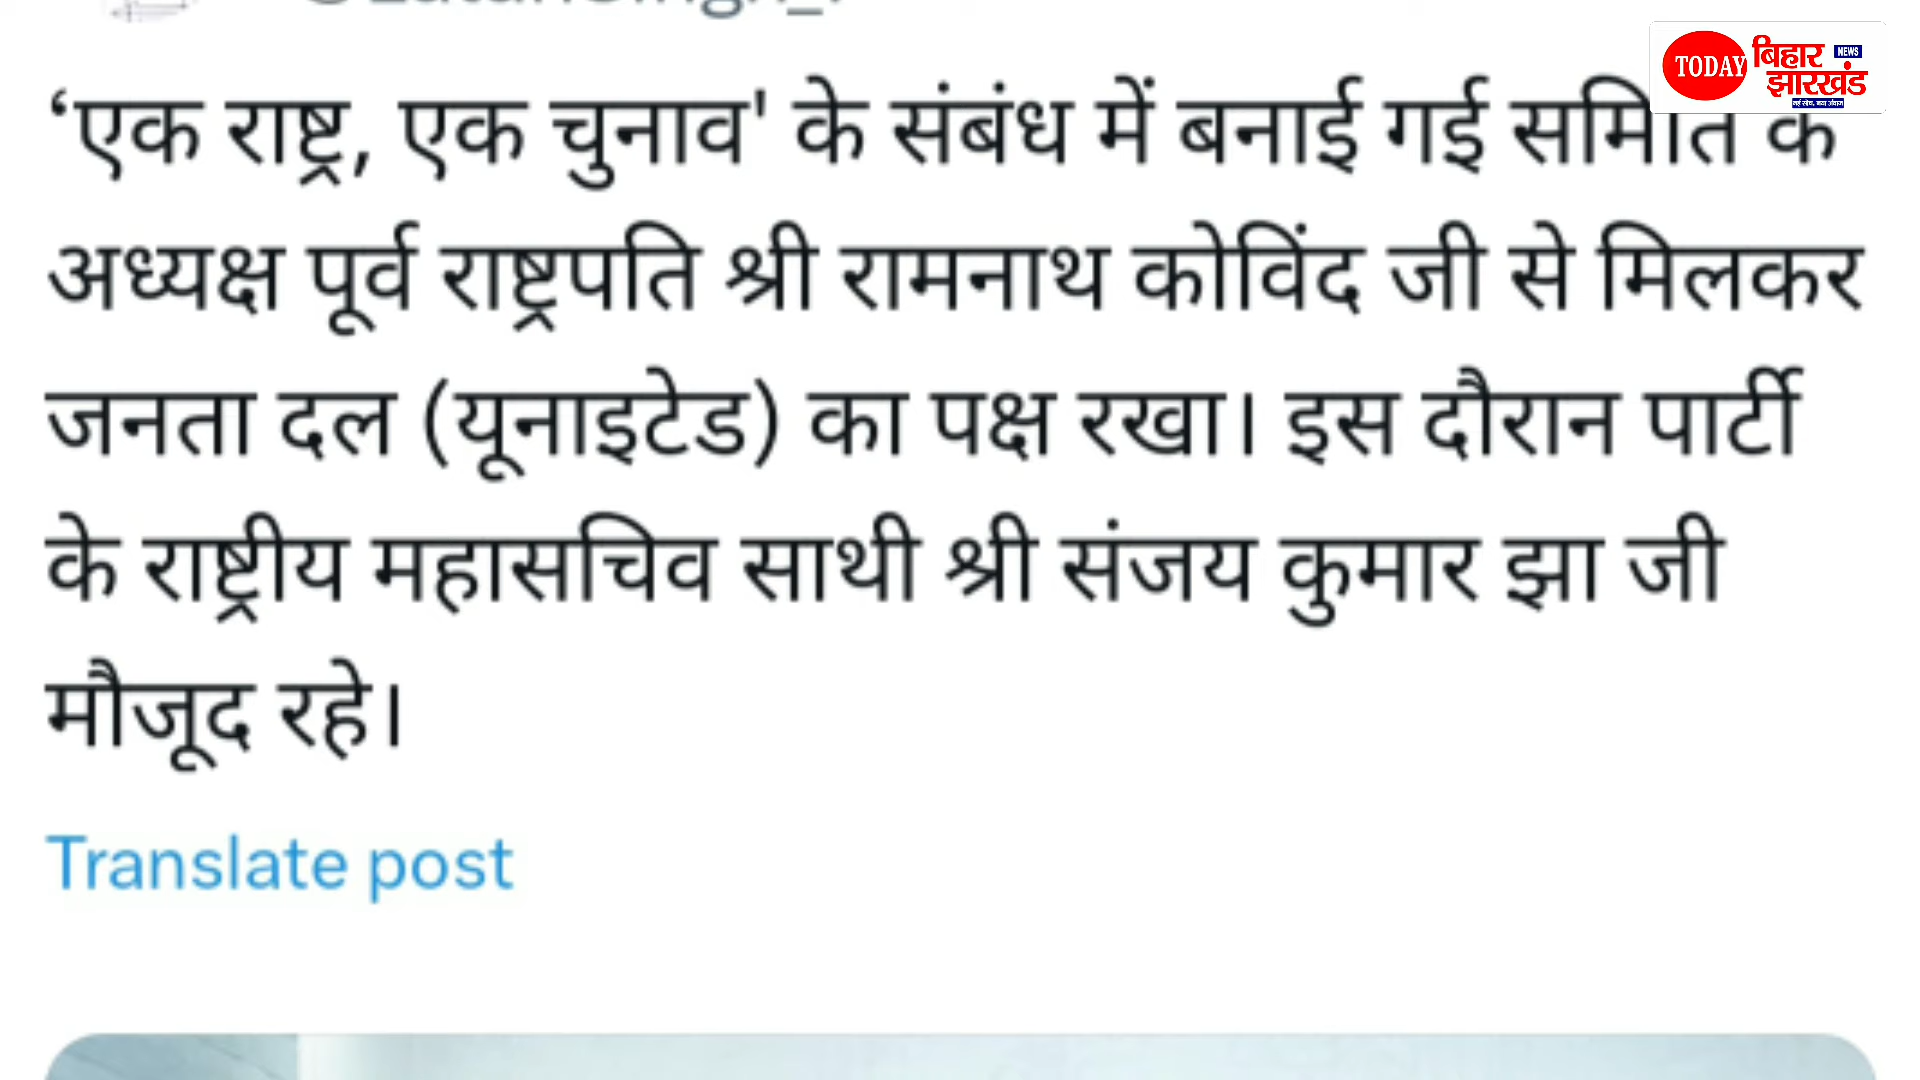 ‘एक राष्ट्र, एक चुनाव' के संबंध में बनाई गई समिति के
अध्यक्ष पूर्व राष्ट्रपति श्री रामनाथ कोविंद जी से मिलकर
जनता दल (यूनाइटेड) का पक्ष रखा। इस दौरान पार्टी
के राष्ट्रीय महासचिव साथी श्री संजय कुमार झा जी
मौजूद रहे।
Translate post
TODAY बिहार NEWS
झारखंड